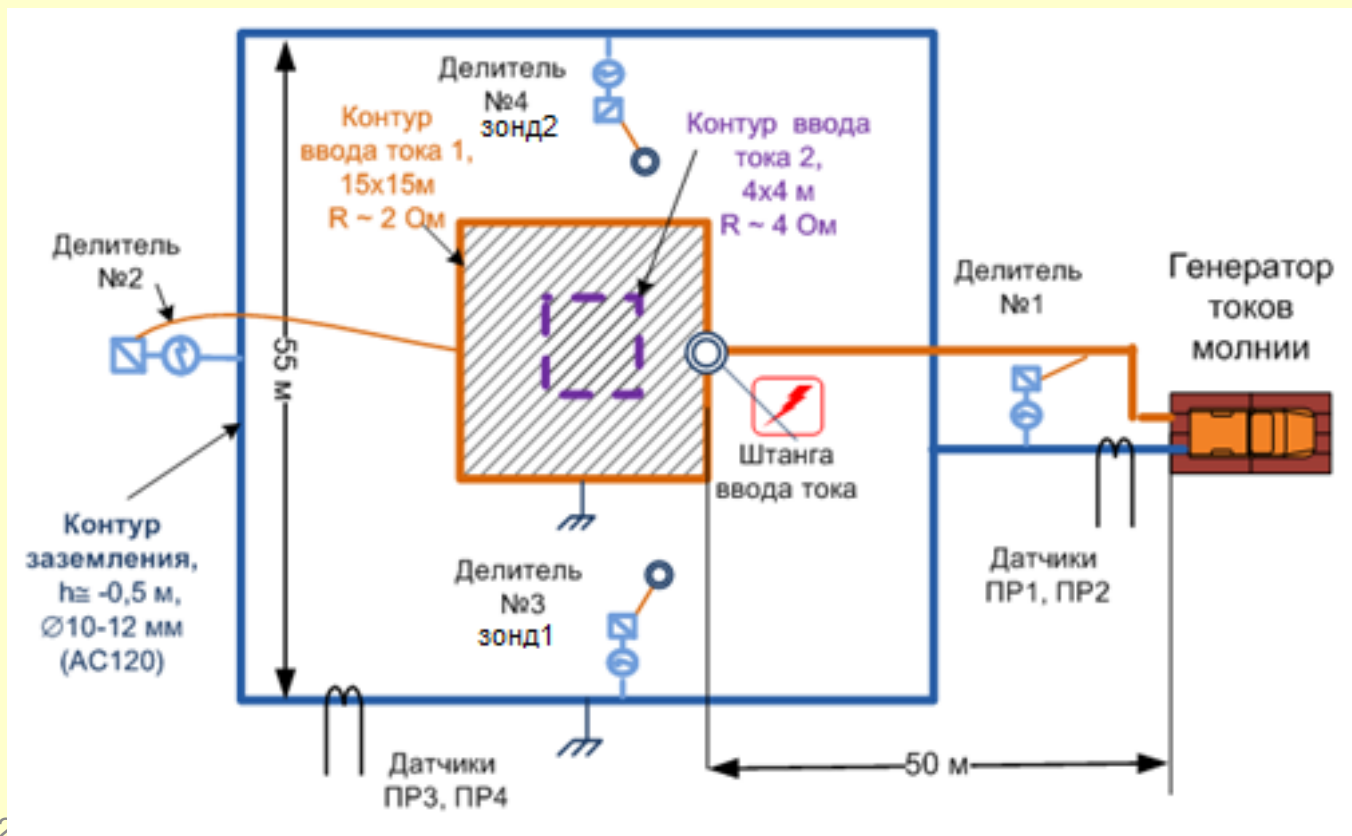 Делитель
№4
зонд2
Контур
ввода тока 1,
15х15м
R ~ 2 Ом
Контур ввода
тока 2,
4х4 м
R ~ 4 Ом
Делитель
№2
Делитель
№1
Генератор
токов
молнии
55 м
Штанга
ввода тока
Контур
заземления,
h≅ -0,5 м,
∅10-12 мм
(АС120)
Делитель
№3
зонд1
Датчики
ПР1, ПР2
50 м
Датчики
ПР3, ПР4